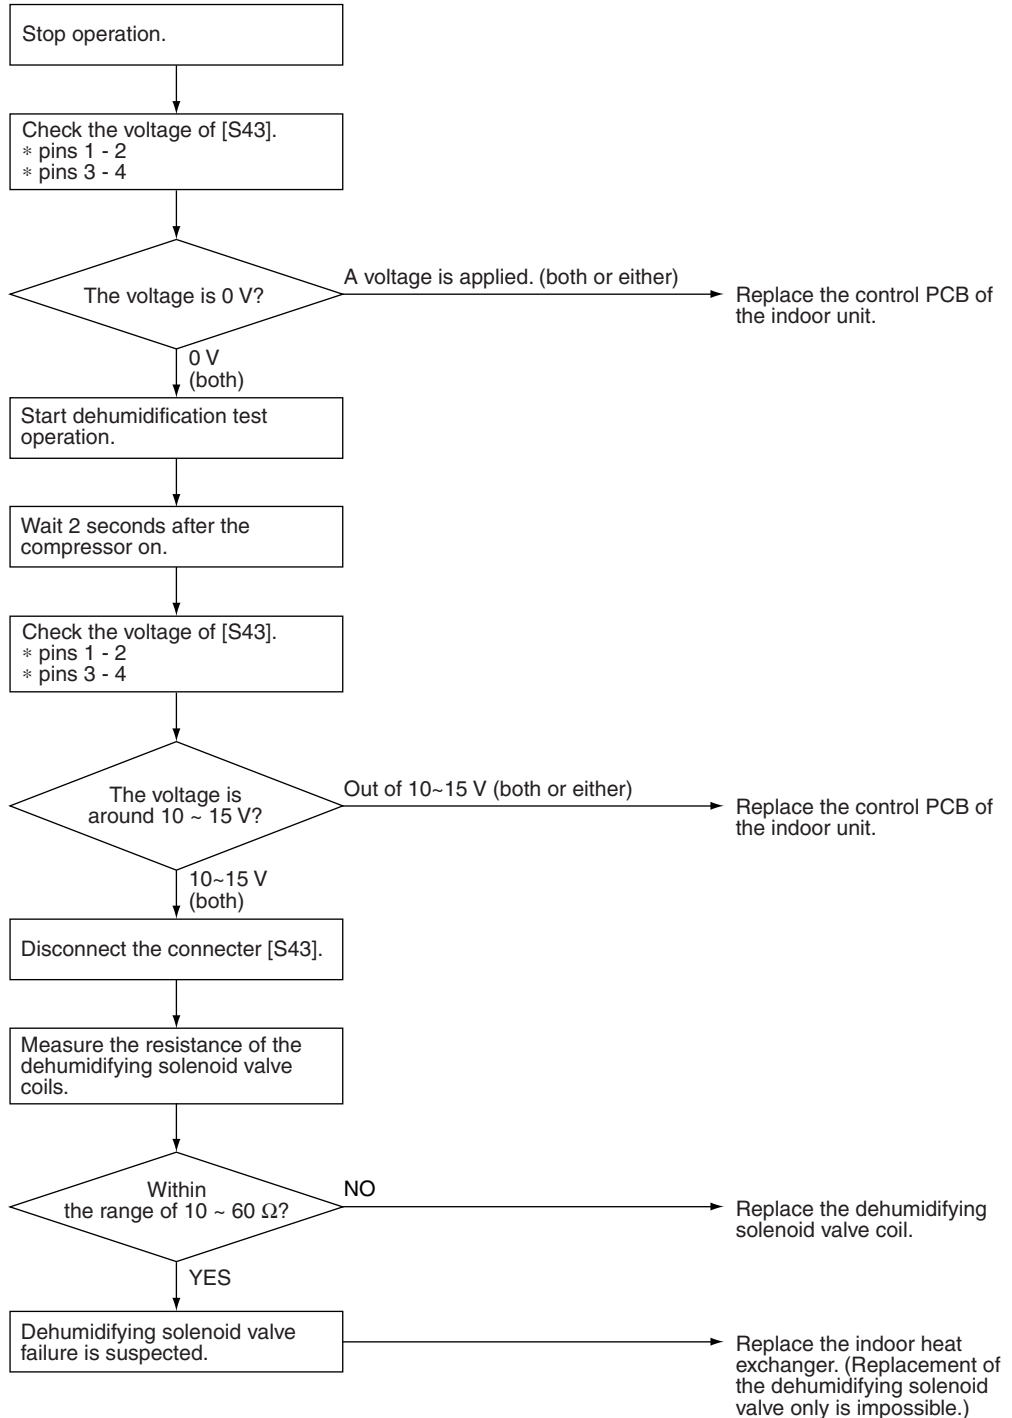 Stop operation.
Check the voltage of [S43].
* pins 1 - 2
* pins 3 - 4
The voltage is 0 V?
A voltage is applied. (both or either)
Replace the control PCB of
the indoor unit.
0 V
(both)
Start dehumidification test
operation.
Wait 2 seconds after the
compressor on.
Check the voltage of [S43].
* pins 1 - 2
* pins 3 - 4
The voltage is
around 10 ~ 15 V?
Out of 10~15 V (both or either)
Replace the control PCB of
the indoor unit.
10~15 V
(both)
Disconnect the connecter [S43].
Measure the resistance of the
dehumidifying solenoid valve
coils.
Within
the range of 10 ~ 60 Ω?
NO
Replace the dehumidifying
solenoid valve coil.
YES
Dehumidifying solenoid valve
failure is suspected.
Replace the indoor heat
exchanger. (Replacement of
the dehumidifying solenoid
valve only is impossible.)